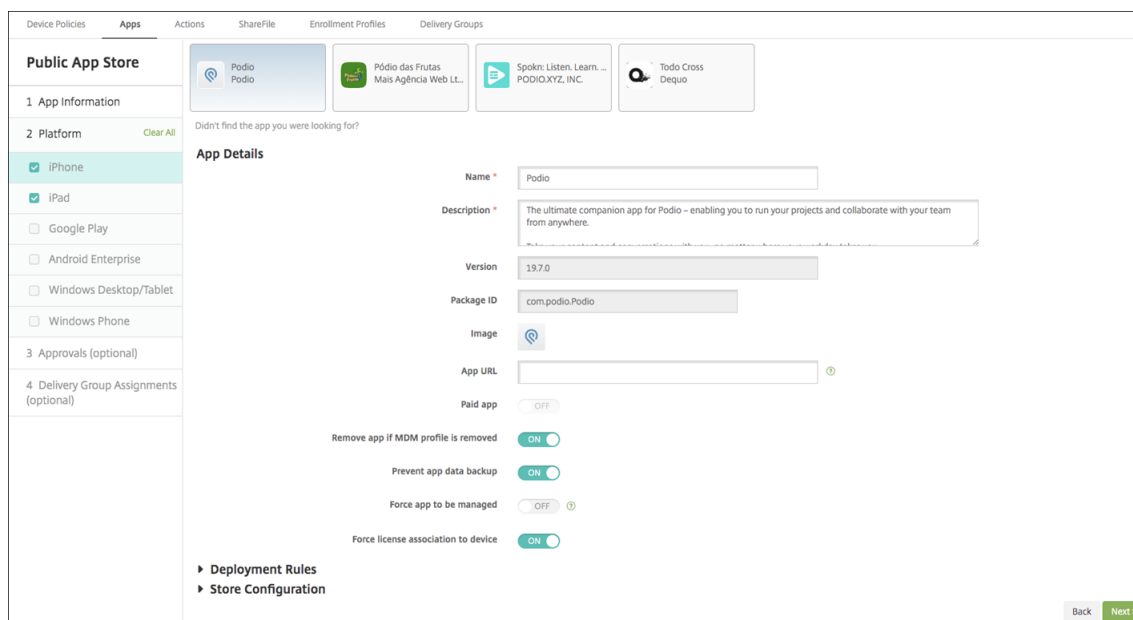 Device Policies
Apps
Actions
ShareFile
Enrollment Profiles
Delivery Groups
Public App Store
1 App Information
2 Platform
Clear All
iPhone
iPad
Google Play
Android Enterprise
Windows Desktop/Tablet
Windows Phone
3 Approvals (optional)
4 Delivery Group Assignments
(optional)
Podio
Podio
Pódio das Frutas
Mais Agência Web Lt...
Spokn: Listen. Learn. ...
PODIO.XYZ, INC.
Todo Cross
Dequo
Didn't find the app you were looking for?
App Details
Name *
Podio
Description *
The ultimate companion app for Podio – enabling you to run your projects and collaborate with your team
from anywhere.
Version
19.7.0
Package ID
com.podio.Podio
Image
App URL
Paid app
OFF
Remove app if MDM profile is removed
ON
Prevent app data backup
ON
Force app to be managed
OFF
Force license association to device
ON
Deployment Rules
Store Configuration
Back
Next